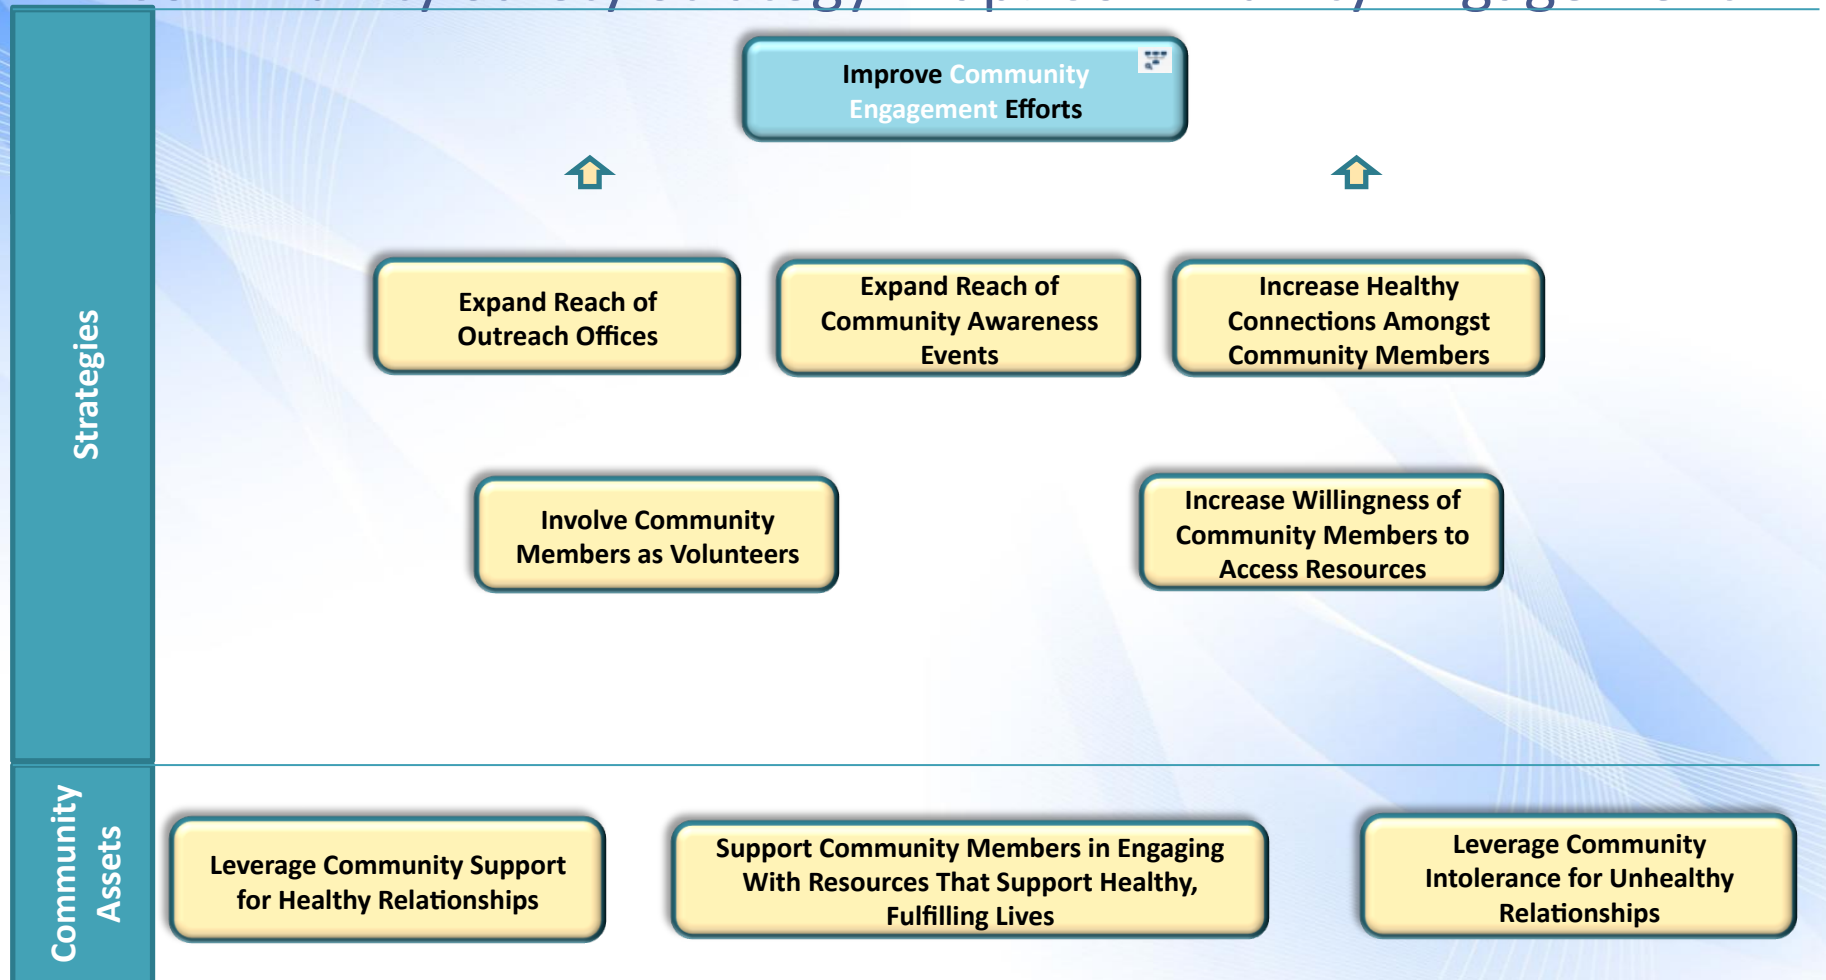 Improve Community
Engagement Efforts
Strategies
Expand Reach of
Outreach Offices
Expand Reach of
Community Awareness
Events
Increase Healthy
Connections Amongst
Community Members
Involve Community
Members as Volunteers
Increase Willingness of
Community Members to
Access Resources
Community
Assets
Leverage Community Support
for Healthy Relationships
Support Community Members in Engaging
With Resources That Support Healthy,
Fulfilling Lives
Leverage Community
Intolerance for Unhealthy
Relationships